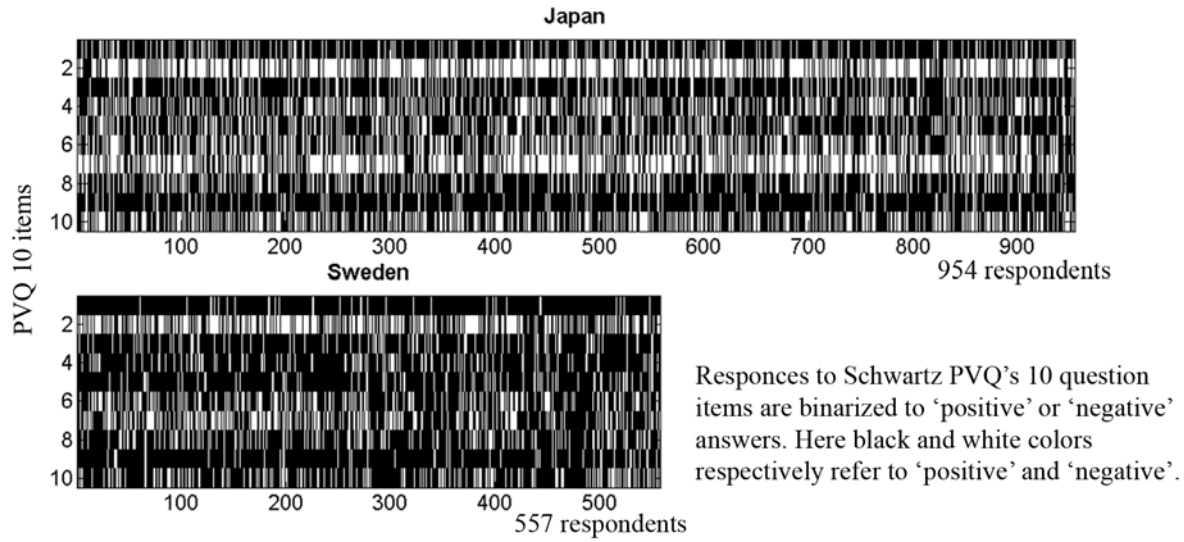 Japan
PVQ 10 items
2
4
6
8
10
100 200 300 400 500 600 700 800 900
954 respondents
Sweden
2
4
6
8
10
100 200 300 400 500
557 respondents
Responces to Schwartz PVQ’s 10 question
items are binarized to ‘positive’ or ‘negative’
answers. Here black and white colors
respectively refer to ‘positive’ and ‘negative’.